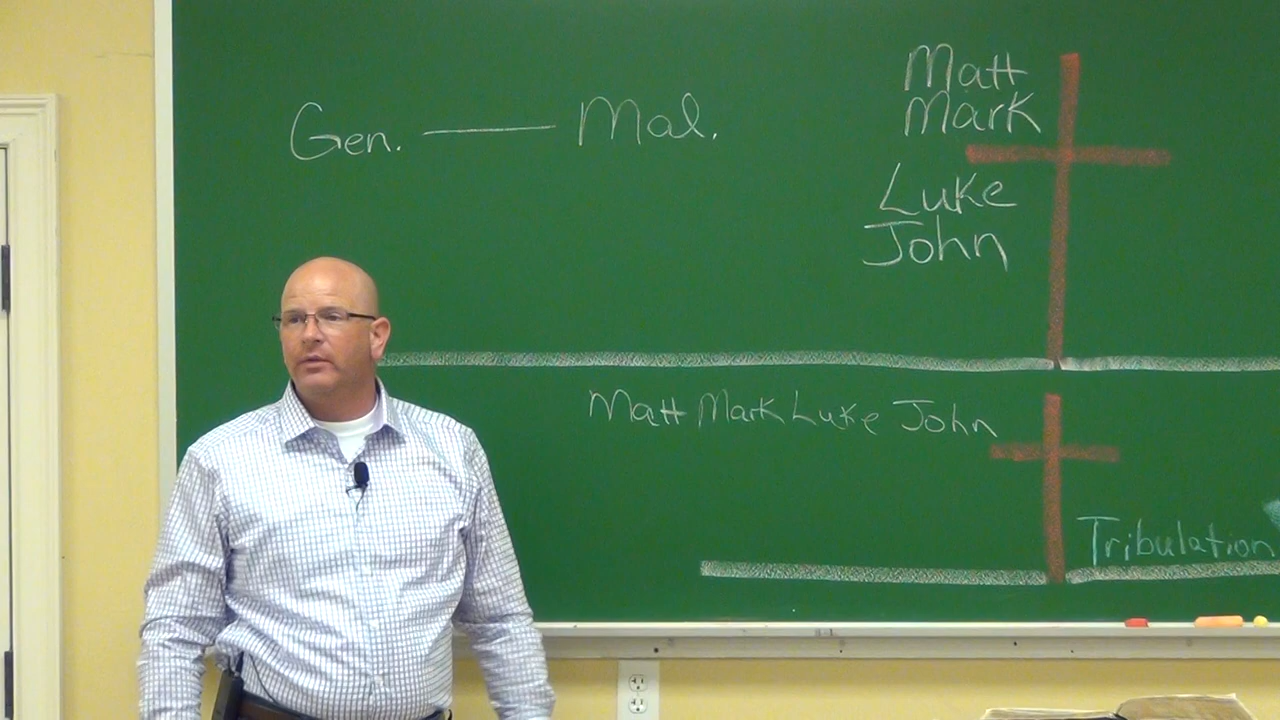 Gen. — Mal.
Matt
Mark
Luke
John
Matt Mark Luke John
Tribulation